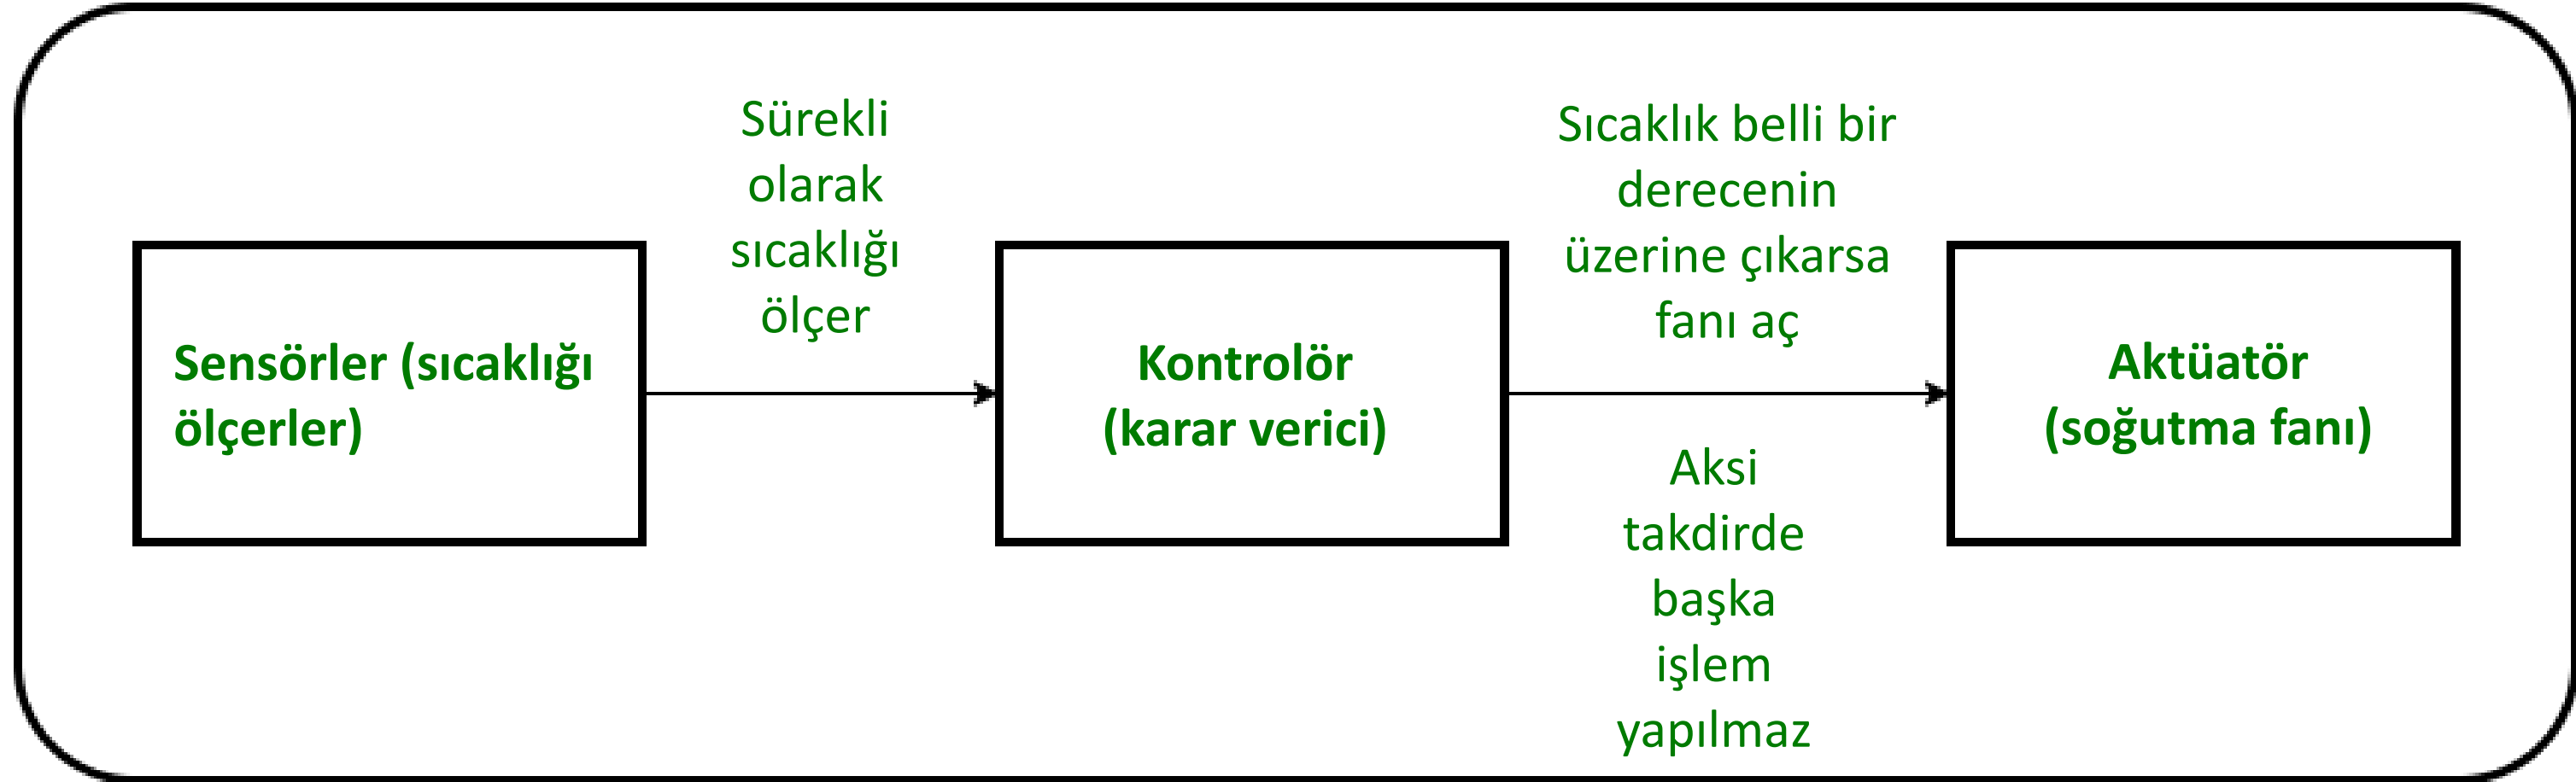 Sürekli
olarak
sıcaklığı
ölçer
Sıcaklık belli bir
derecenin
üzerine çıkarsa
fanı aç
Sensörler (sıcaklığı
ölçerler)
Kontrolör
(karar verici)
Aktüatör
(soğutma fanı)
Aksi
takdirde
başka
işlem
yapılmaz